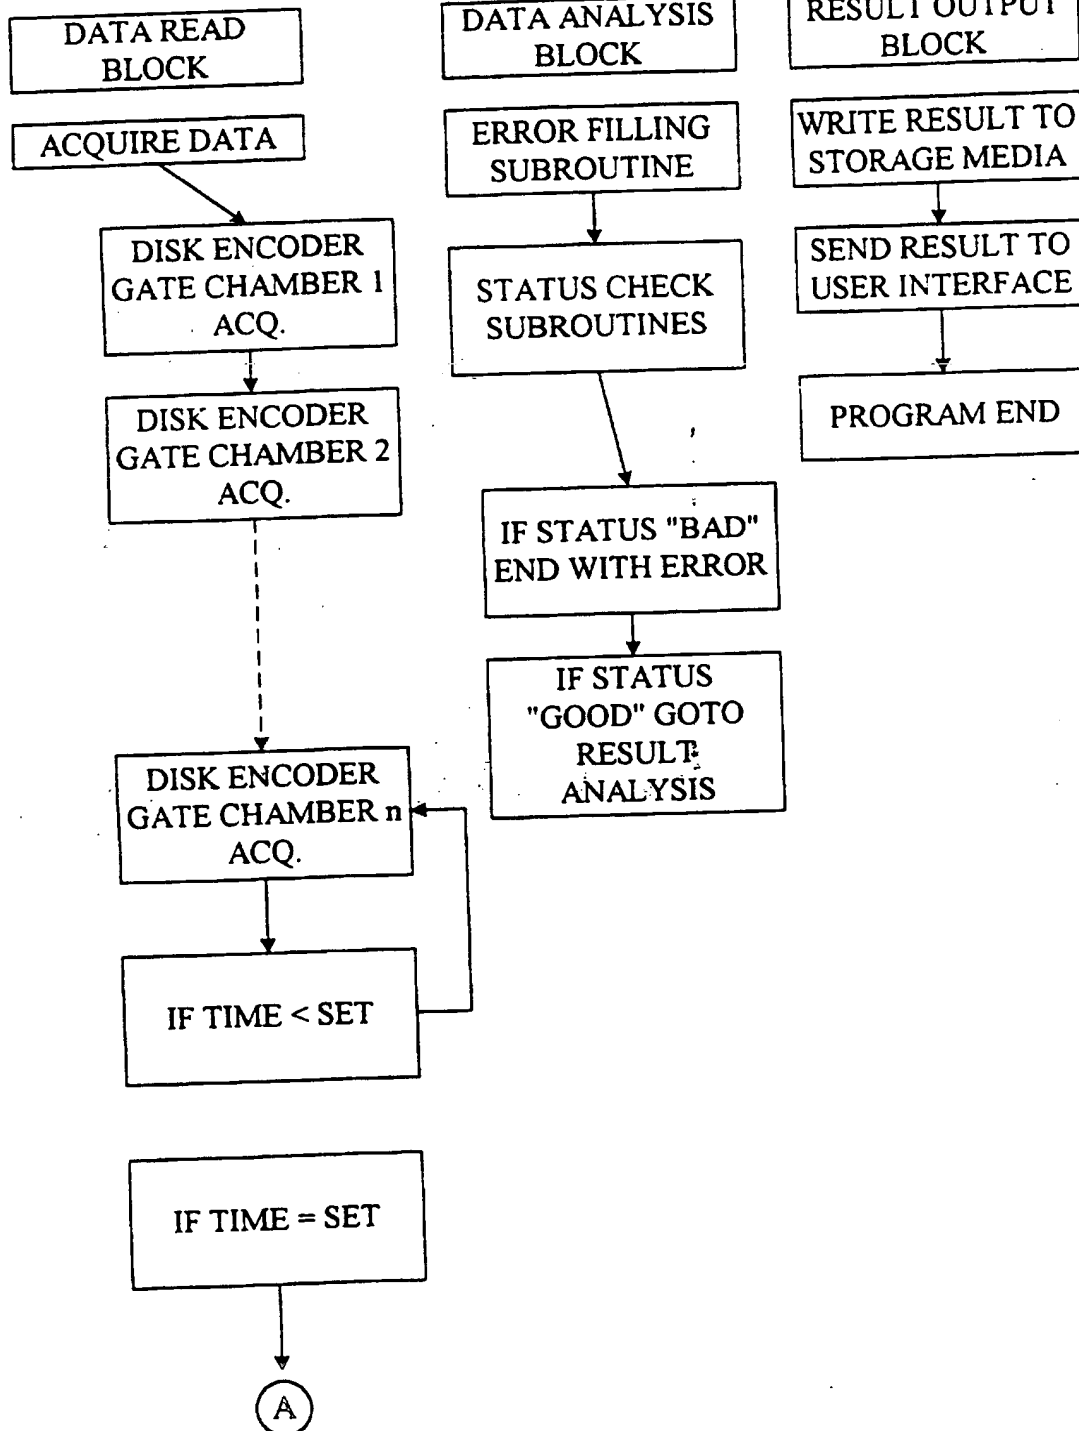 DATA READ
BLOCK
ACQUIRE DATA
DISK ENCODER
GATE CHAMBER 1
ACQ.
DISK ENCODER
GATE CHAMBER 2
ACQ.
DISK ENCODER
GATE CHAMBER n
ACQ.
IF TIME < SET
IF TIME = SET
A
DATA ANALYSIS
BLOCK
ERROR FILLING
SUBROUTINE
STATUS CHECK
SUBROUTINES
IF STATUS "BAD"
END WITH ERROR
IF STATUS
"GOOD" GOTO
RESULT
ANALYSIS
RESULT OUTPUT
BLOCK
WRITE RESULT TO
STORAGE MEDIA
SEND RESULT TO
USER INTERFACE
PROGRAM END